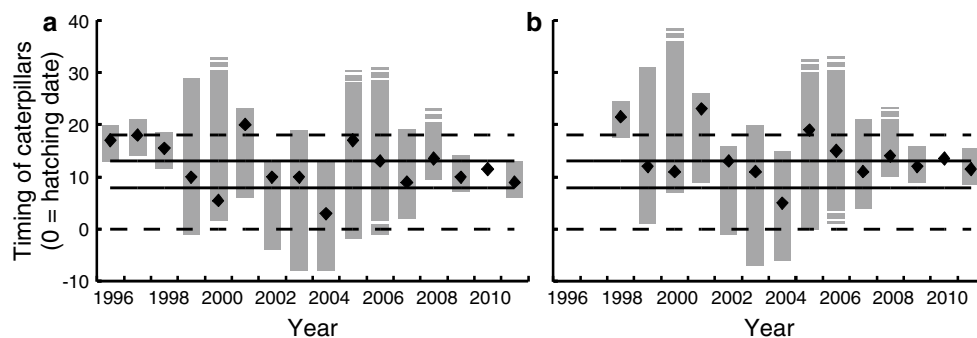 a
b
Timing of caterpillars
(0 = hatching date)
40
30
20
10
0
-10
1996 1998 2000 2002 2004 2006 2008 2010
1996 1998 2000 2002 2004 2006 2008 2010
Year
Year